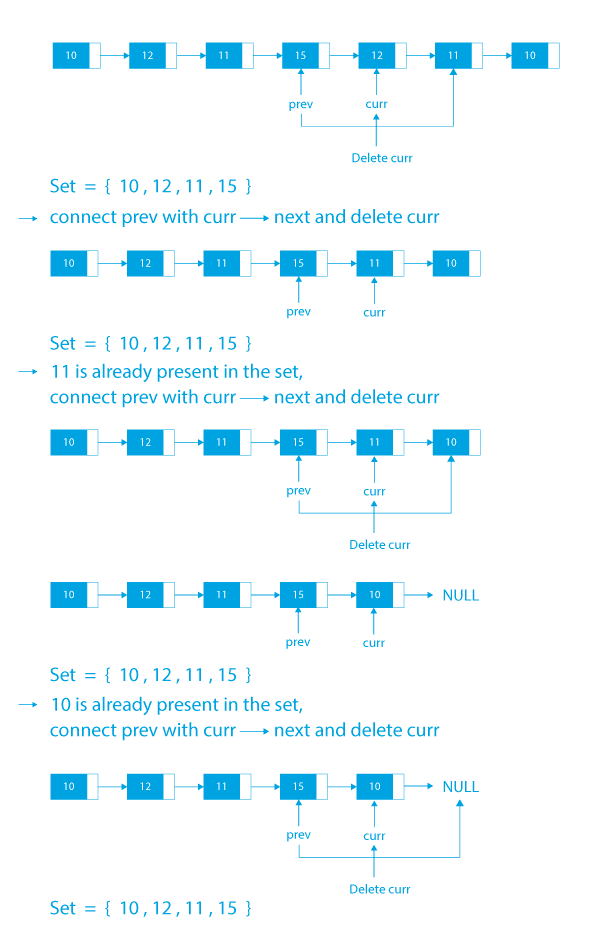 10 12 11 15 12 11 10
prev curr
Delete curr
Set = { 10 , 12 , 11 , 15 }
→ connect prev with curr → next and delete curr
10 12 11 15 11 10
prev curr
Set = { 10 , 12 , 11 , 15 }
→ 11 is already present in the set,
connect prev with curr → next and delete curr
10 12 11 15 11 10
prev curr
Delete curr
10 12 11 15 10 NULL
prev curr
Set = { 10 , 12 , 11 , 15 }
→ 10 is already present in the set,
connect prev with curr → next and delete curr
10 12 11 15 10 NULL
prev curr
Delete curr
Set = { 10 , 12 , 11 , 15 }